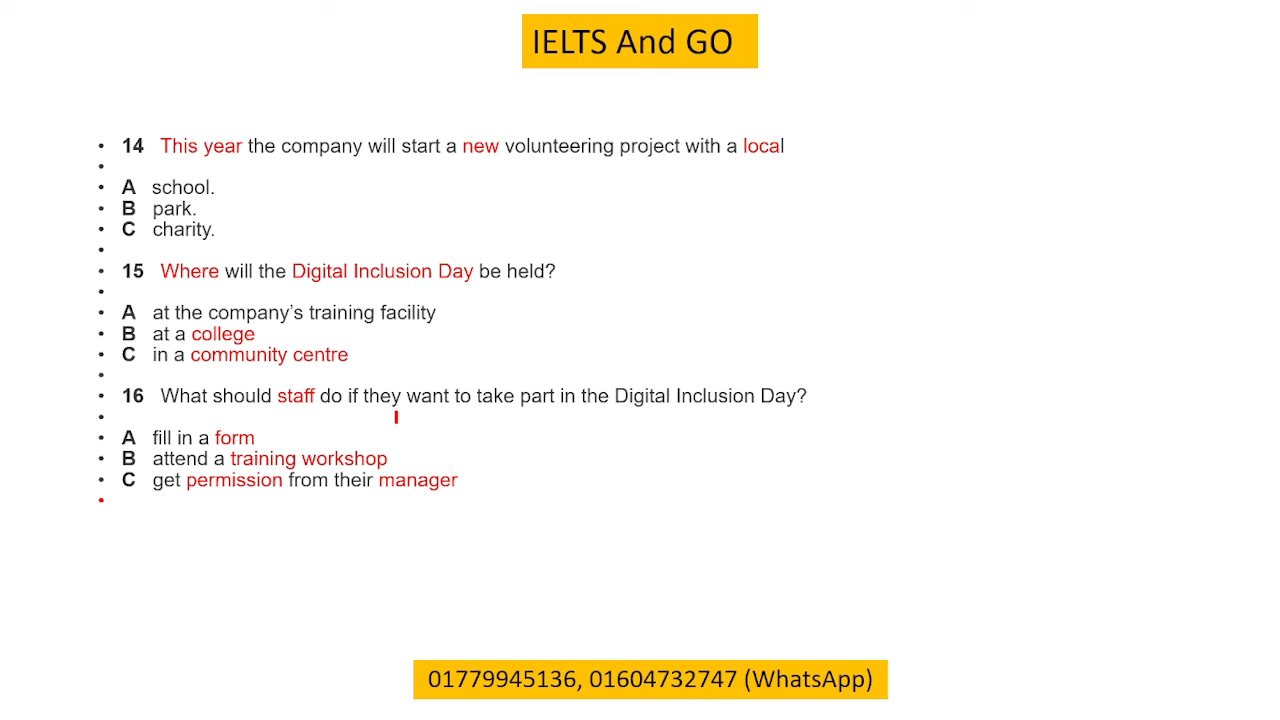 IELTS And GO
• 14 This year the company will start a new volunteering project with a local
•
• A school.
• B park.
• C charity.
•
• 15 Where will the Digital Inclusion Day be held?
•
• A at the company's training facility
• B at a college
• C in a community centre
•
• 16 What should staff do if they want to take part in the Digital Inclusion Day?
•
• A fill in a form
• B attend a training workshop
• C get permission from their manager
•
01779945136, 01604732747 (WhatsApp)